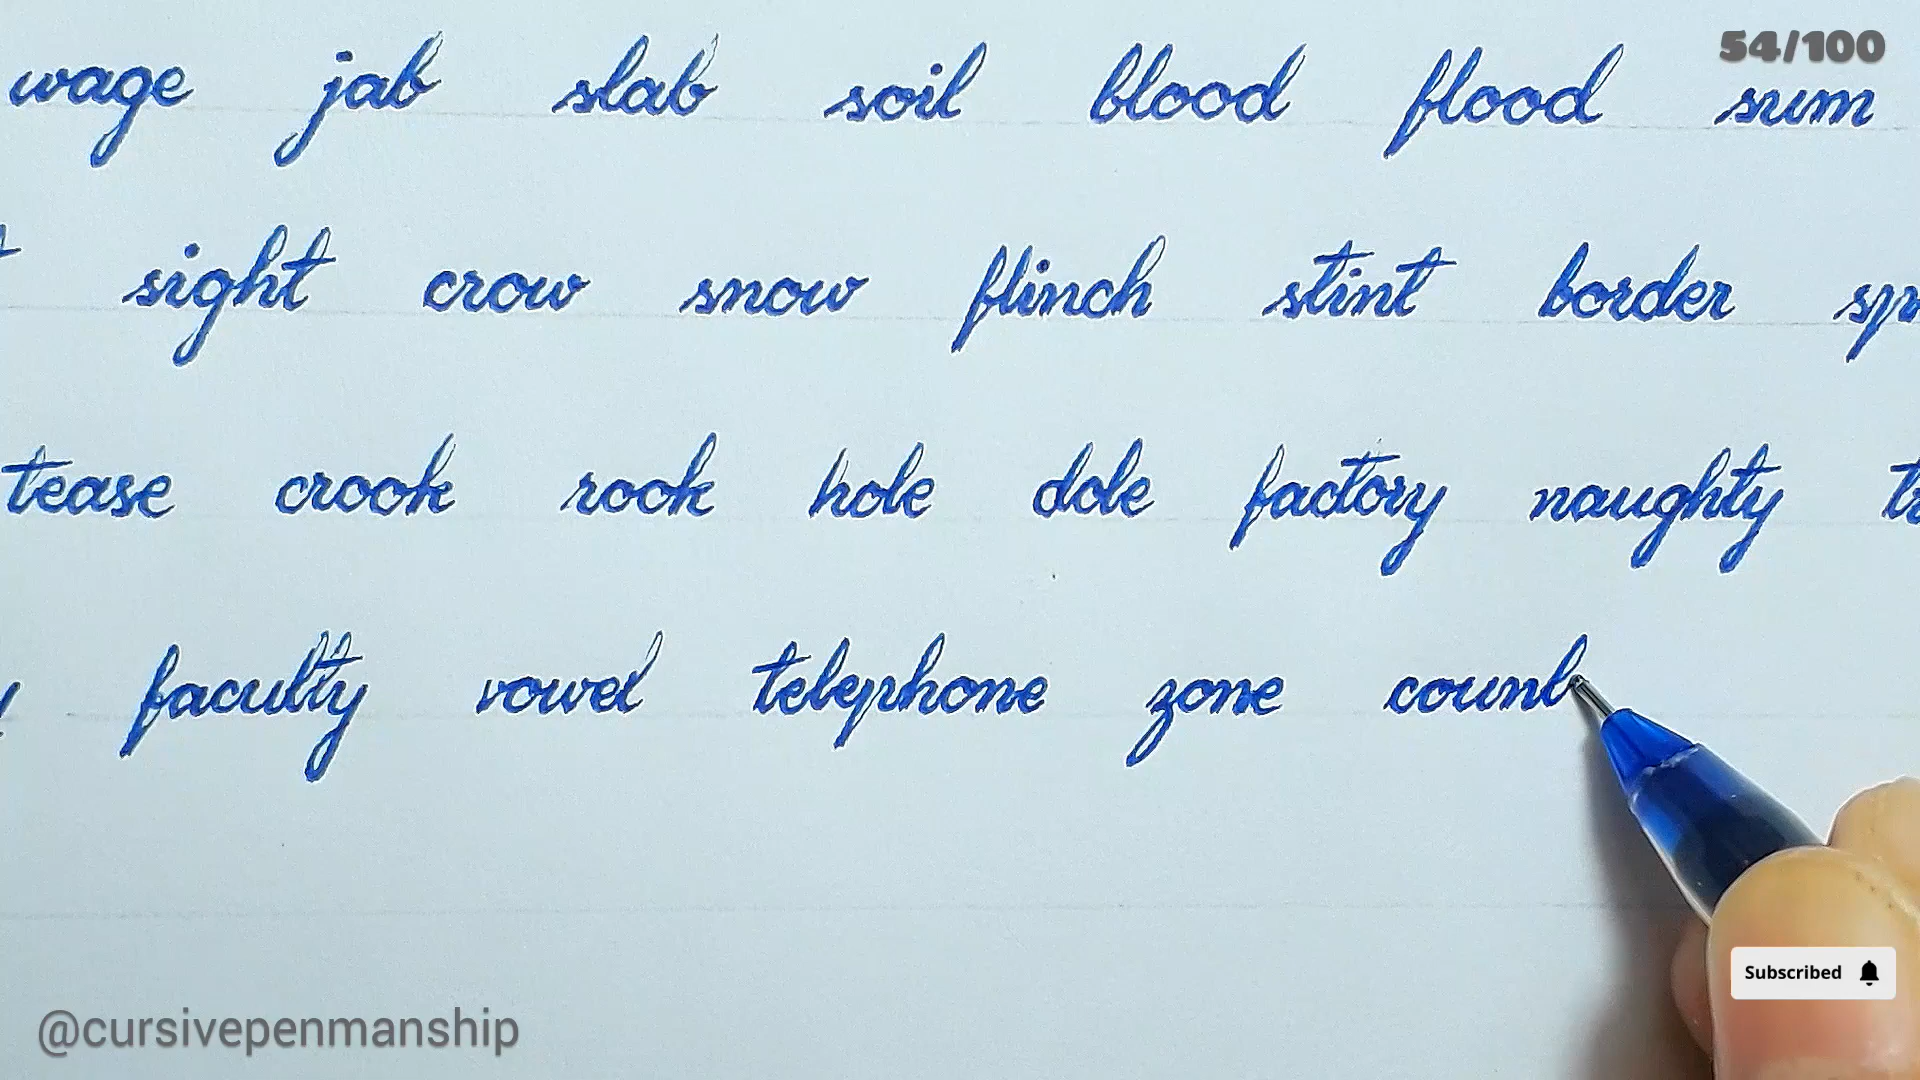 54/100
wage jab slab soil blood flood sum
sight crow snow flinch stint border
tease crook rook hole dole factory naughty
faculty vowel telephone zone
Subscribed
@cursivepenmanship